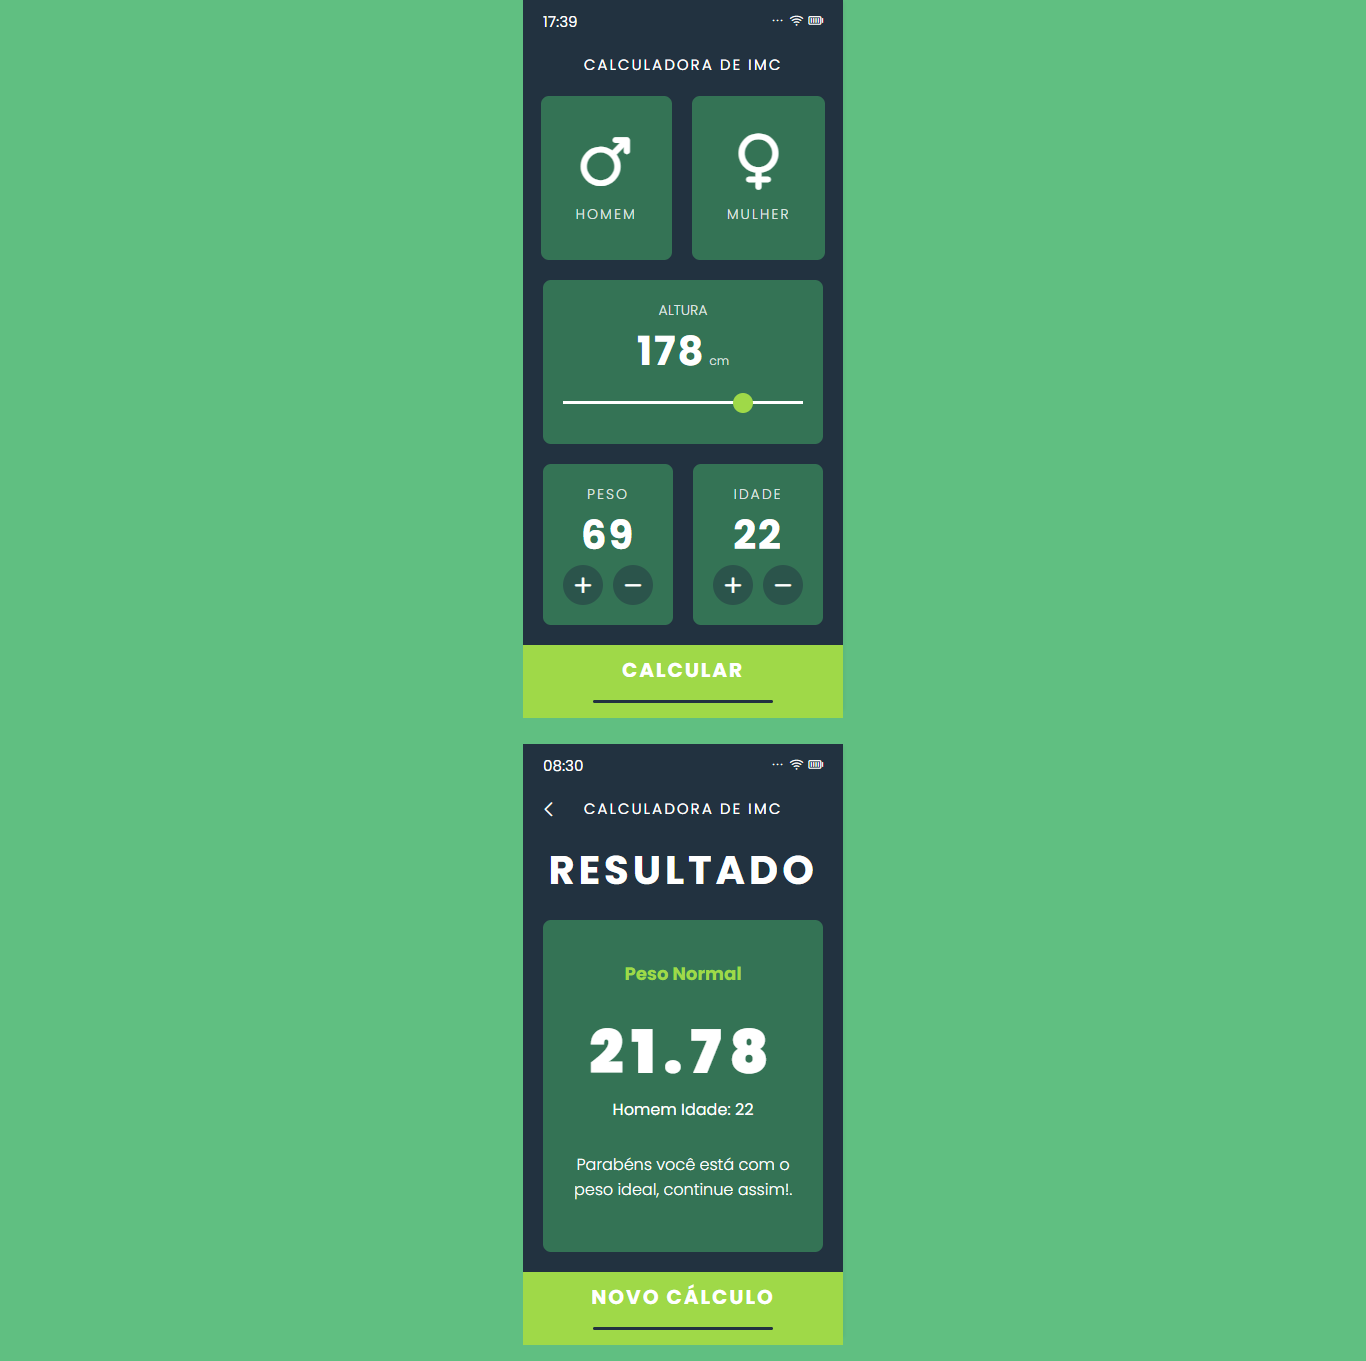 17:39
CALCULADORA DE IMC
HOMEM MULHER
ALTURA
178 cm
PESO IDADE
69 22
+ − + −
CALCULAR
08:30
CALCULADORA DE IMC
RESULTADO
Peso Normal
21.78
Homem Idade: 22
Parabéns você está com o
peso ideal, continue assim!.
NOVO CÁLCULO